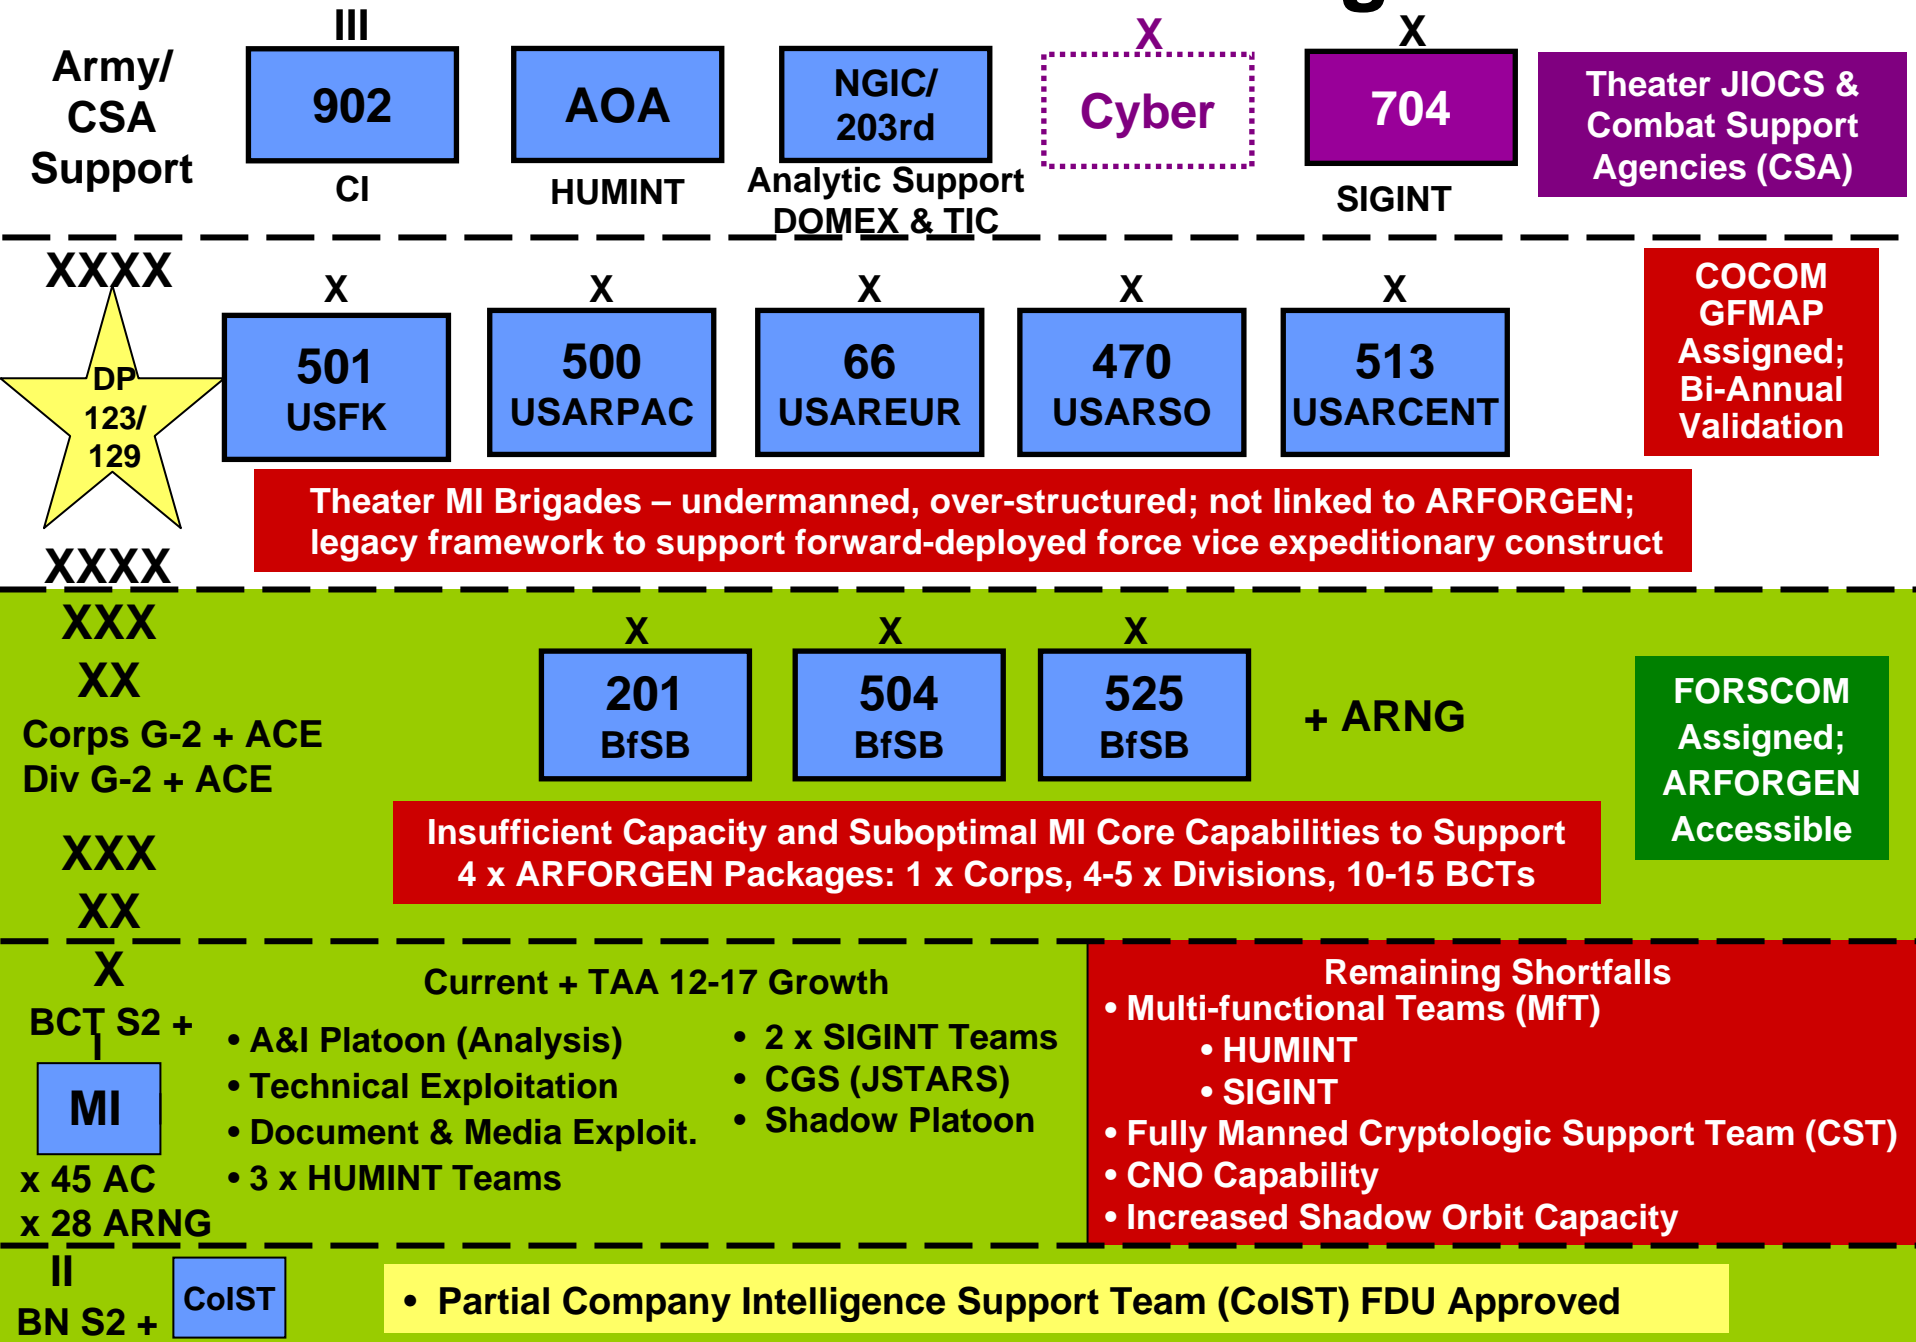 Army/
CSA
Support
III
902
CI
AOA
HUMINT
NGIC/
203rd
Analytic Support
DOMEX & TIC
X
Cyber
X
704
SIGINT
Theater JIOCS &
Combat Support
Agencies (CSA)
XXXX
DP
123/
129
XXXX
X
501
USFK
X
500
USARPAC
X
66
USAREUR
X
470
USARSO
X
513
USARCENT
COCOM
GFMAP
Assigned;
Bi-Annual
Validation
Theater MI Brigades – undermanned, over-structured; not linked to ARFORGEN;
legacy framework to support forward-deployed force vice expeditionary construct
XXX
XX
Corps G-2 + ACE
Div G-2 + ACE
XXX
XX
X
201
BfSB
X
504
BfSB
X
525
BfSB
+ ARNG
FORSCOM
Assigned;
ARFORGEN
Accessible
Insufficient Capacity and Suboptimal MI Core Capabilities to Support
4 x ARFORGEN Packages: 1 x Corps, 4-5 x Divisions, 10-15 BCTs
X
BCT S2 +
I
MI
x 45 AC
x 28 ARNG
Current + TAA 12-17 Growth
• A&I Platoon (Analysis)
• Technical Exploitation
• Document & Media Exploit.
• 3 x HUMINT Teams
• 2 x SIGINT Teams
• CGS (JSTARS)
• Shadow Platoon
Remaining Shortfalls
• Multi-functional Teams (MfT)
• HUMINT
• SIGINT
• Fully Manned Cryptologic Support Team (CST)
• CNO Capability
• Increased Shadow Orbit Capacity
II
BN S2 +
CoIST
• Partial Company Intelligence Support Team (CoIST) FDU Approved